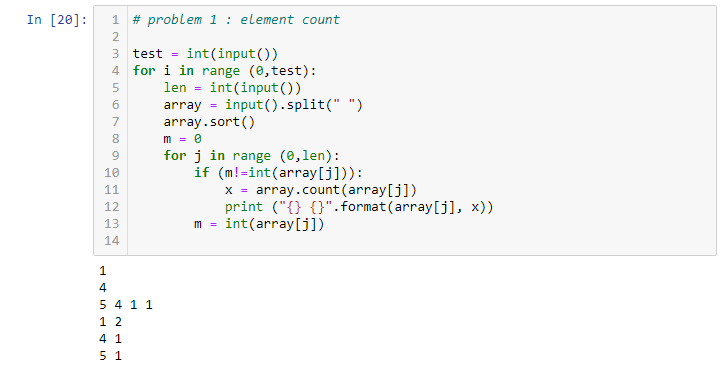 In [20]:
1 # problem 1 : element count
2
3 test = int(input())
4 for i in range (0,test):
5     len = int(input())
6     array = input().split(" ")
7     array.sort()
8     m = 0
9     for j in range (0,len):
10         if (m!=int(array[j])):
11             x = array.count(array[j])
12             print ("{} {}".format(array[j], x))
13         m = int(array[j])
14
1
4
5 4 1 1
1 2
4 1
5 1